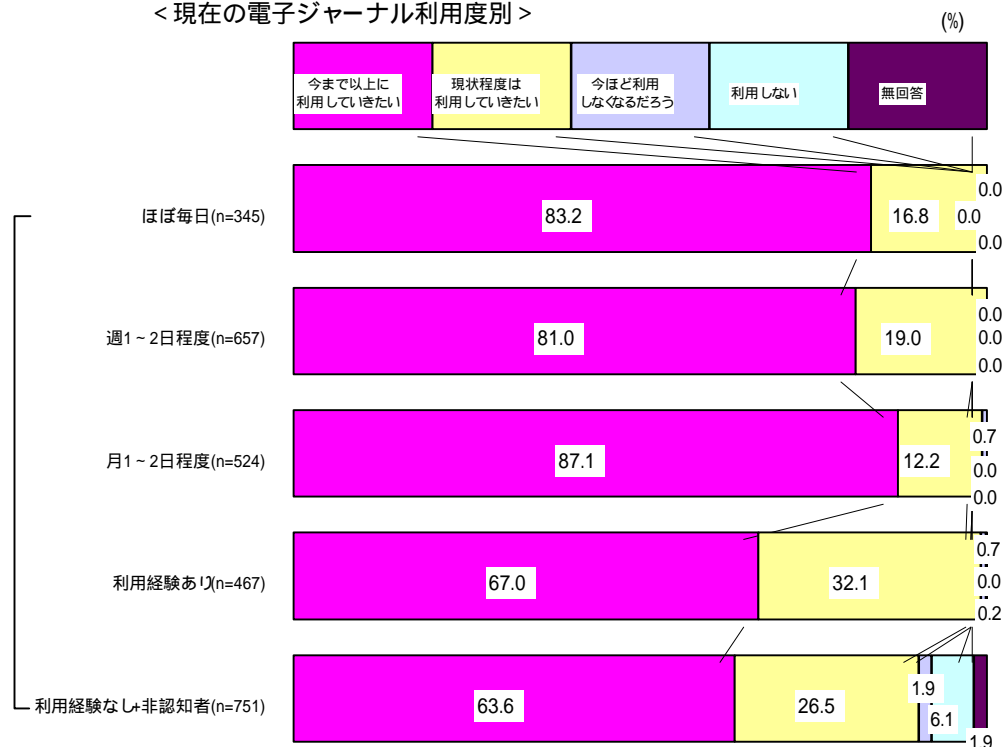 <現在の電子ジャーナル利用度別>
(%)
今まで以上に
利用していきたい
現状程度は
利用していきたい
今ほど利用
しなくなるだろう
利用しない
無回答
ほぼ毎日(n=345)
83.2
16.8
0.0
0.0
0.0
週1~2日程度(n=657)
81.0
19.0
0.0
0.0
0.0
月1~2日程度(n=524)
87.1
12.2
0.7
0.0
0.0
利用経験あり(n=467)
67.0
32.1
0.7
0.0
0.2
利用経験なし+非認知者(n=751)
63.6
26.5
1.9
6.1
1.9